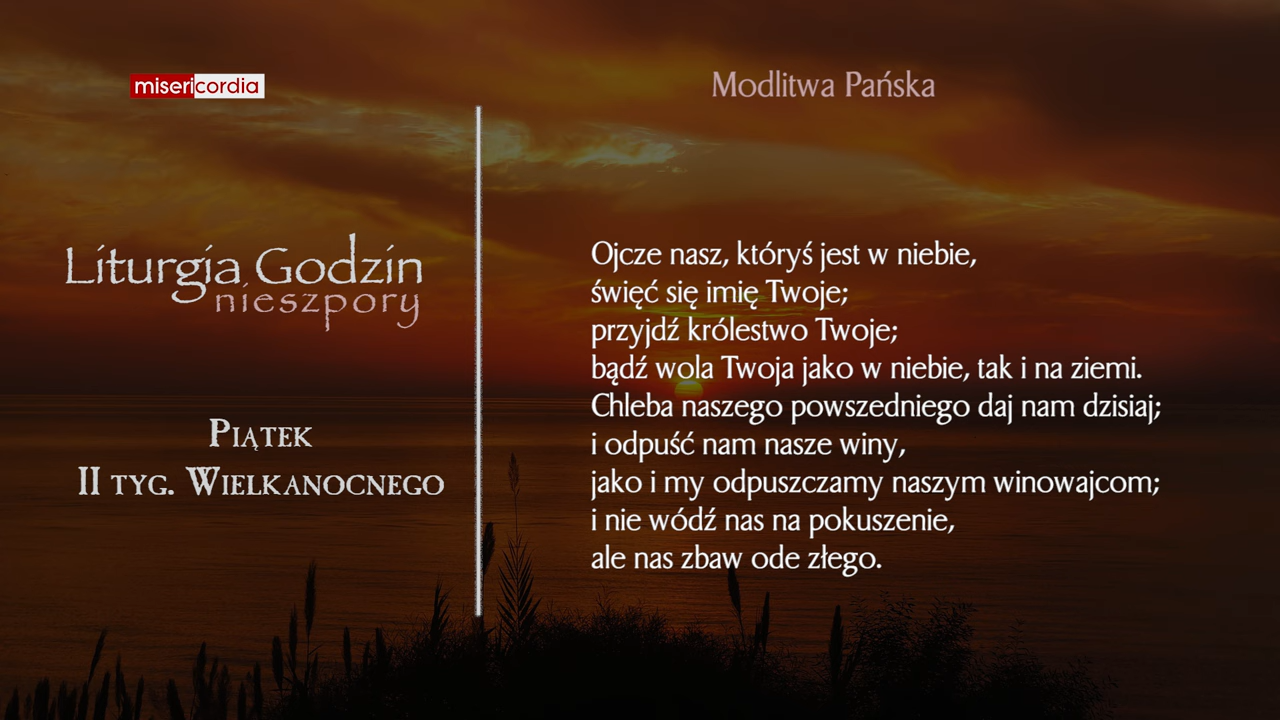 misericordia
Liturgia Godzin
nieszpory
Piątek
II tyg. Wielkanocnego
Modlitwa Pańska
Ojcze nasz, któryś jest w niebie,
święć się imię Twoje;
przyjdź królestwo Twoje;
bądź wola Twoja jako w niebie, tak i na ziemi.
Chleba naszego powszedniego daj nam dzisiaj;
i odpuść nam nasze winy,
jako i my odpuszczamy naszym winowajcom;
i nie wódź nas na pokuszenie,
ale nas zbaw ode złego.